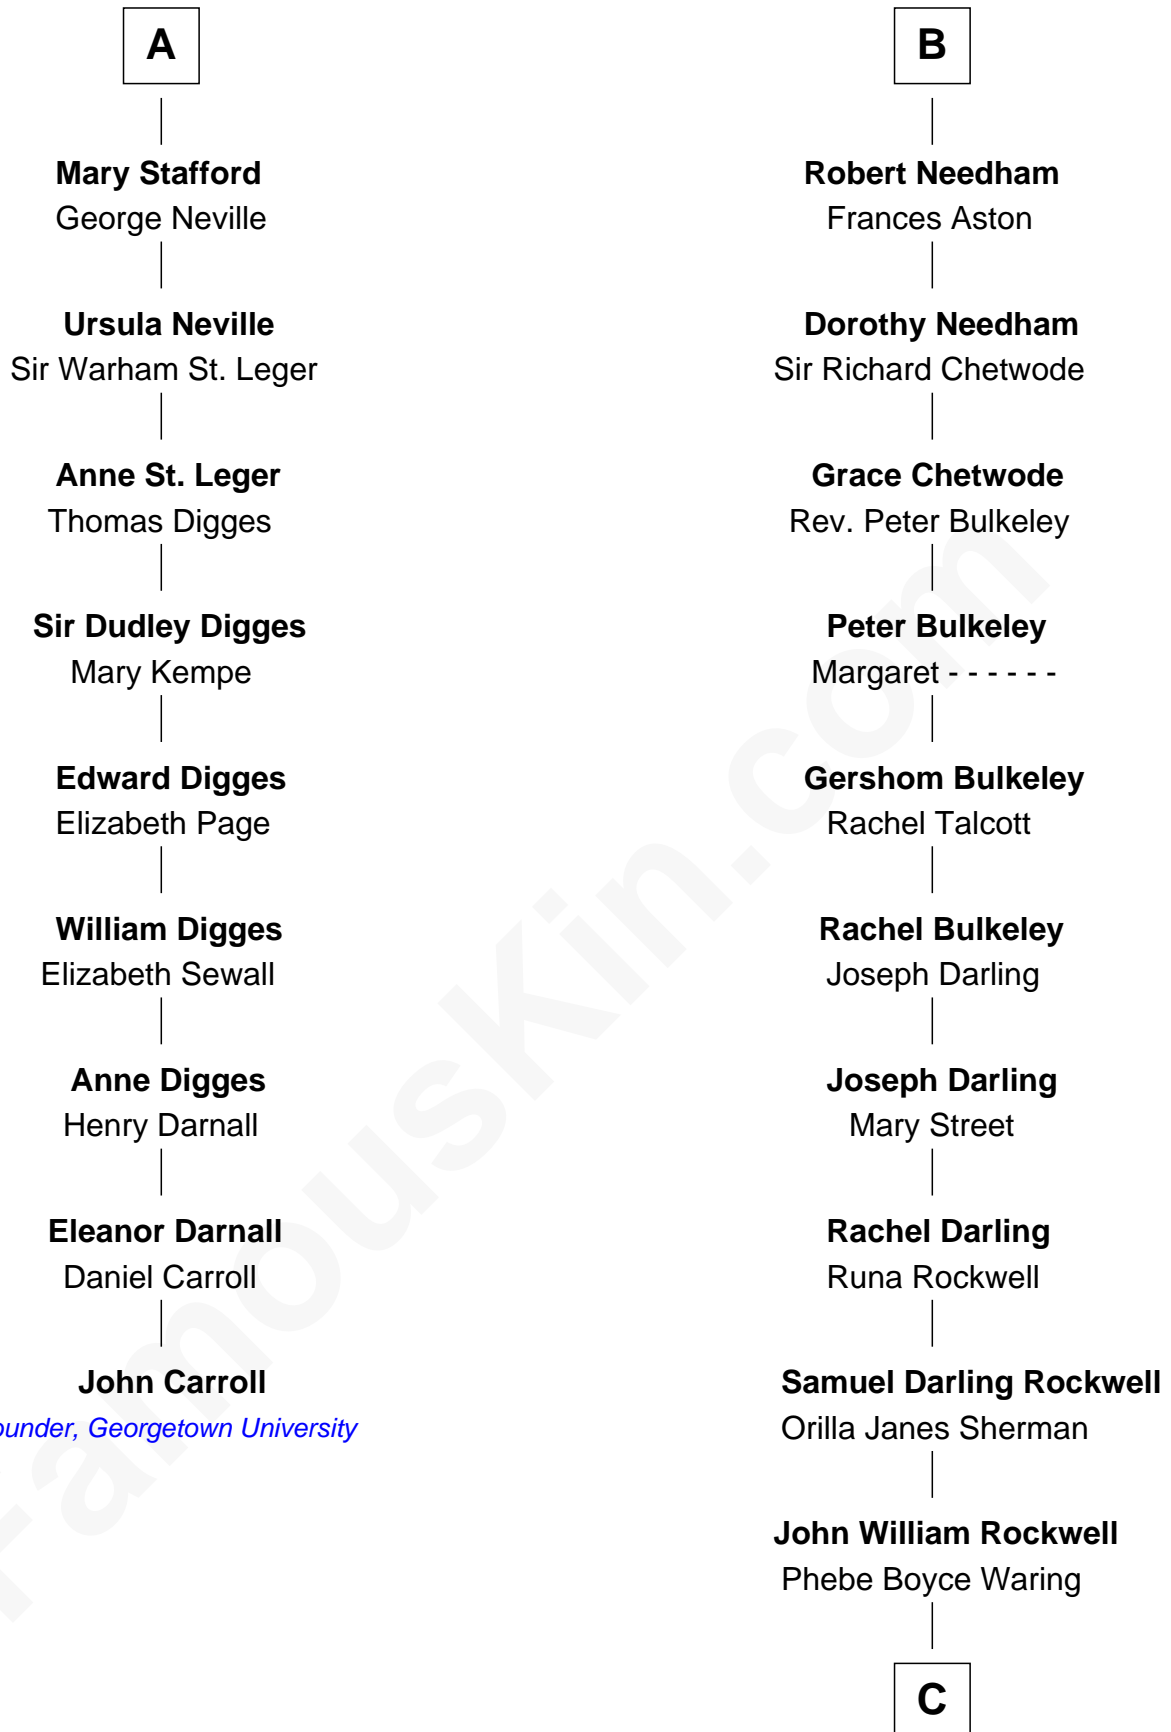 A
Mary Stafford
George Neville
Ursula Neville
Sir Warham St. Leger
Anne St. Leger
Thomas Digges
Sir Dudley Digges
Mary Kempe
Edward Digges
Elizabeth Page
William Digges
Elizabeth Sewall
Anne Digges
Henry Darnall
Eleanor Darnall
Daniel Carroll
John Carroll
ounder, Georgetown University
B
Robert Needham
Frances Aston
Dorothy Needham
Sir Richard Chetwode
Grace Chetwode
Rev. Peter Bulkeley
Peter Bulkeley
Margaret - - - - - -
Gershom Bulkeley
Rachel Talcott
Rachel Bulkeley
Joseph Darling
Joseph Darling
Mary Street
Rachel Darling
Runa Rockwell
Samuel Darling Rockwell
Orilla Janes Sherman
John William Rockwell
Phebe Boyce Waring
C
FamousKin.com